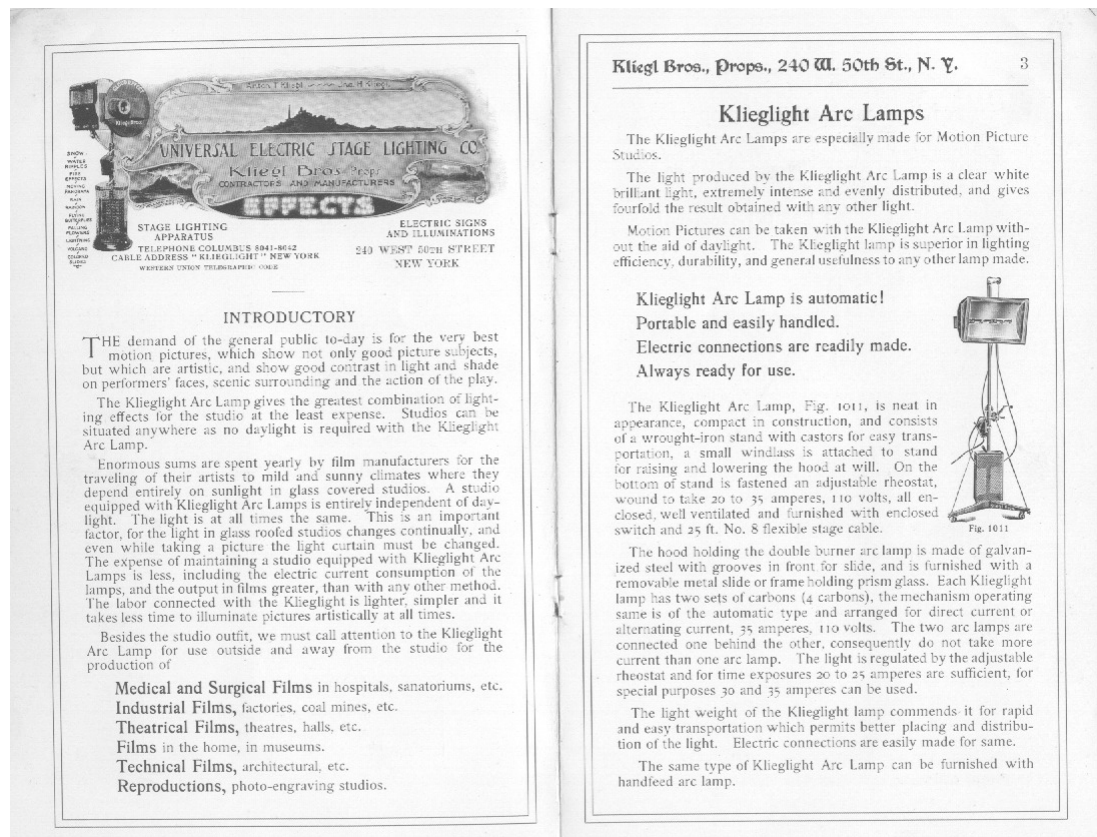 SNOW
WATER
RIPPLES
FIRE
EFFECTS
MOVING
PANORAMA
RAIN
RAINBOW
FLYING
BUTTERFLIES
FALLING
FLOWERS
LIGHTNING
VOLCANO
COLORED
SLIDES
Kliegl Bros.
UNIVERSAL ELECTRIC STAGE LIGHTING CO.
Kliegl Bros Props
CONTRACTORS AND MANUFACTURERS
EFFECTS
STAGE LIGHTING
APPARATUS
ELECTRIC SIGNS
AND ILLUMINATIONS
TELEPHONE COLUMBUS 8041-8042
CABLE ADDRESS "KLIEGLIGHT" NEW YORK
WESTERN UNION TELEGRAPHIC CODE
240 WEST 50TH STREET
NEW YORK
INTRODUCTORY
THE demand of the general public to-day is for the very best
motion pictures, which show not only good picture subjects,
but which are artistic, and show good contrast in light and shade
on performers' faces, scenic surrounding and the action of the play.
The Klieglight Arc Lamp gives the greatest combination of light-
ing effects for the studio at the least expense. Studios can be
situated anywhere as no daylight is required with the Klieglight
Arc Lamp.
Enormous sums are spent yearly by film manufacturers for the
traveling of their artists to mild and sunny climates where they
depend entirely on sunlight in glass covered studios. A studio
equipped with Klieglight Arc Lamps is entirely independent of day-
light. The light is at all times the same. This is an important
factor, for the light in glass roofed studios changes continually, and
even while taking a picture the light curtain must be changed.
The expense of maintaining a studio equipped with Klieglight Arc
Lamps is less, including the electric current consumption of the
lamps, and the output in films greater, than with any other method.
The labor connected with the Klieglight is lighter, simpler and it
takes less time to illuminate pictures artistically at all times.
Besides the studio outfit, we must call attention to the Klieglight
Arc Lamp for use outside and away from the studio for the
production of
Medical and Surgical Films in hospitals, sanatoriums, etc.
Industrial Films, factories, coal mines, etc.
Theatrical Films, theatres, halls, etc.
Films in the home, in museums.
Technical Films, architectural, etc.
Reproductions, photo-engraving studios.
Kliegl Bros., Props., 240 W. 50th St., N. Y. 3
Klieglight Arc Lamps
The Klieglight Arc Lamps are especially made for Motion Picture
Studios.
The light produced by the Klieglight Arc Lamp is a clear white
brilliant light, extremely intense and evenly distributed, and gives
fourfold the result obtained with any other light.
Motion Pictures can be taken with the Klieglight Arc Lamp with-
out the aid of daylight. The Klieglight lamp is superior in lighting
efficiency, durability, and general usefulness to any other lamp made.
Klieglight Arc Lamp is automatic!
Portable and easily handled.
Electric connections are readily made.
Always ready for use.
The Klieglight Arc Lamp, Fig. 1011, is neat in
appearance, compact in construction, and consists
of a wrought-iron stand with castors for easy trans-
portation, a small windlass is attached to stand
for raising and lowering the hood at will. On the
bottom of stand is fastened an adjustable rheostat,
wound to take 20 to 35 amperes, 110 volts, all en-
closed, well ventilated and furnished with enclosed
switch and 25 ft. No. 8 flexible stage cable.
Fig. 1011
The hood holding the double burner arc lamp is made of galvan-
ized steel with grooves in front for slide, and is furnished with a
removable metal slide or frame holding prism glass. Each Klieglight
lamp has two sets of carbons (4 carbons), the mechanism operating
same is of the automatic type and arranged for direct current or
alternating current, 35 amperes, 110 volts. The two arc lamps are
connected one behind the other, consequently do not take more
current than one arc lamp. The light is regulated by the adjustable
rheostat and for time exposures 20 to 25 amperes are sufficient, for
special purposes 30 and 35 amperes can be used.
The light weight of the Klieglight lamp commends it for rapid
and easy transportation which permits better placing and distribu-
tion of the light. Electric connections are easily made for same.
The same type of Klieglight Arc Lamp can be furnished with
handfeed arc lamp.